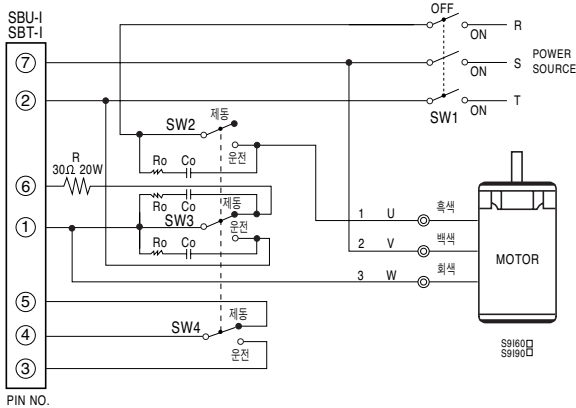 SBU-I
SBT-I
OFF
ON
R
ON
S
POWER
SOURCE
ON
T
SW1
⑦
②
제동
SW2
운전
Ro
Co
R
30Ω 20W
⑥
Ro
Co
제동
SW3
운전
①
Ro
Co
1
U
흑색
2
V
백색
3
W
회색
MOTOR
⑤
제동
④
SW4
운전
③
S9I60□
S9I90□
PIN NO.